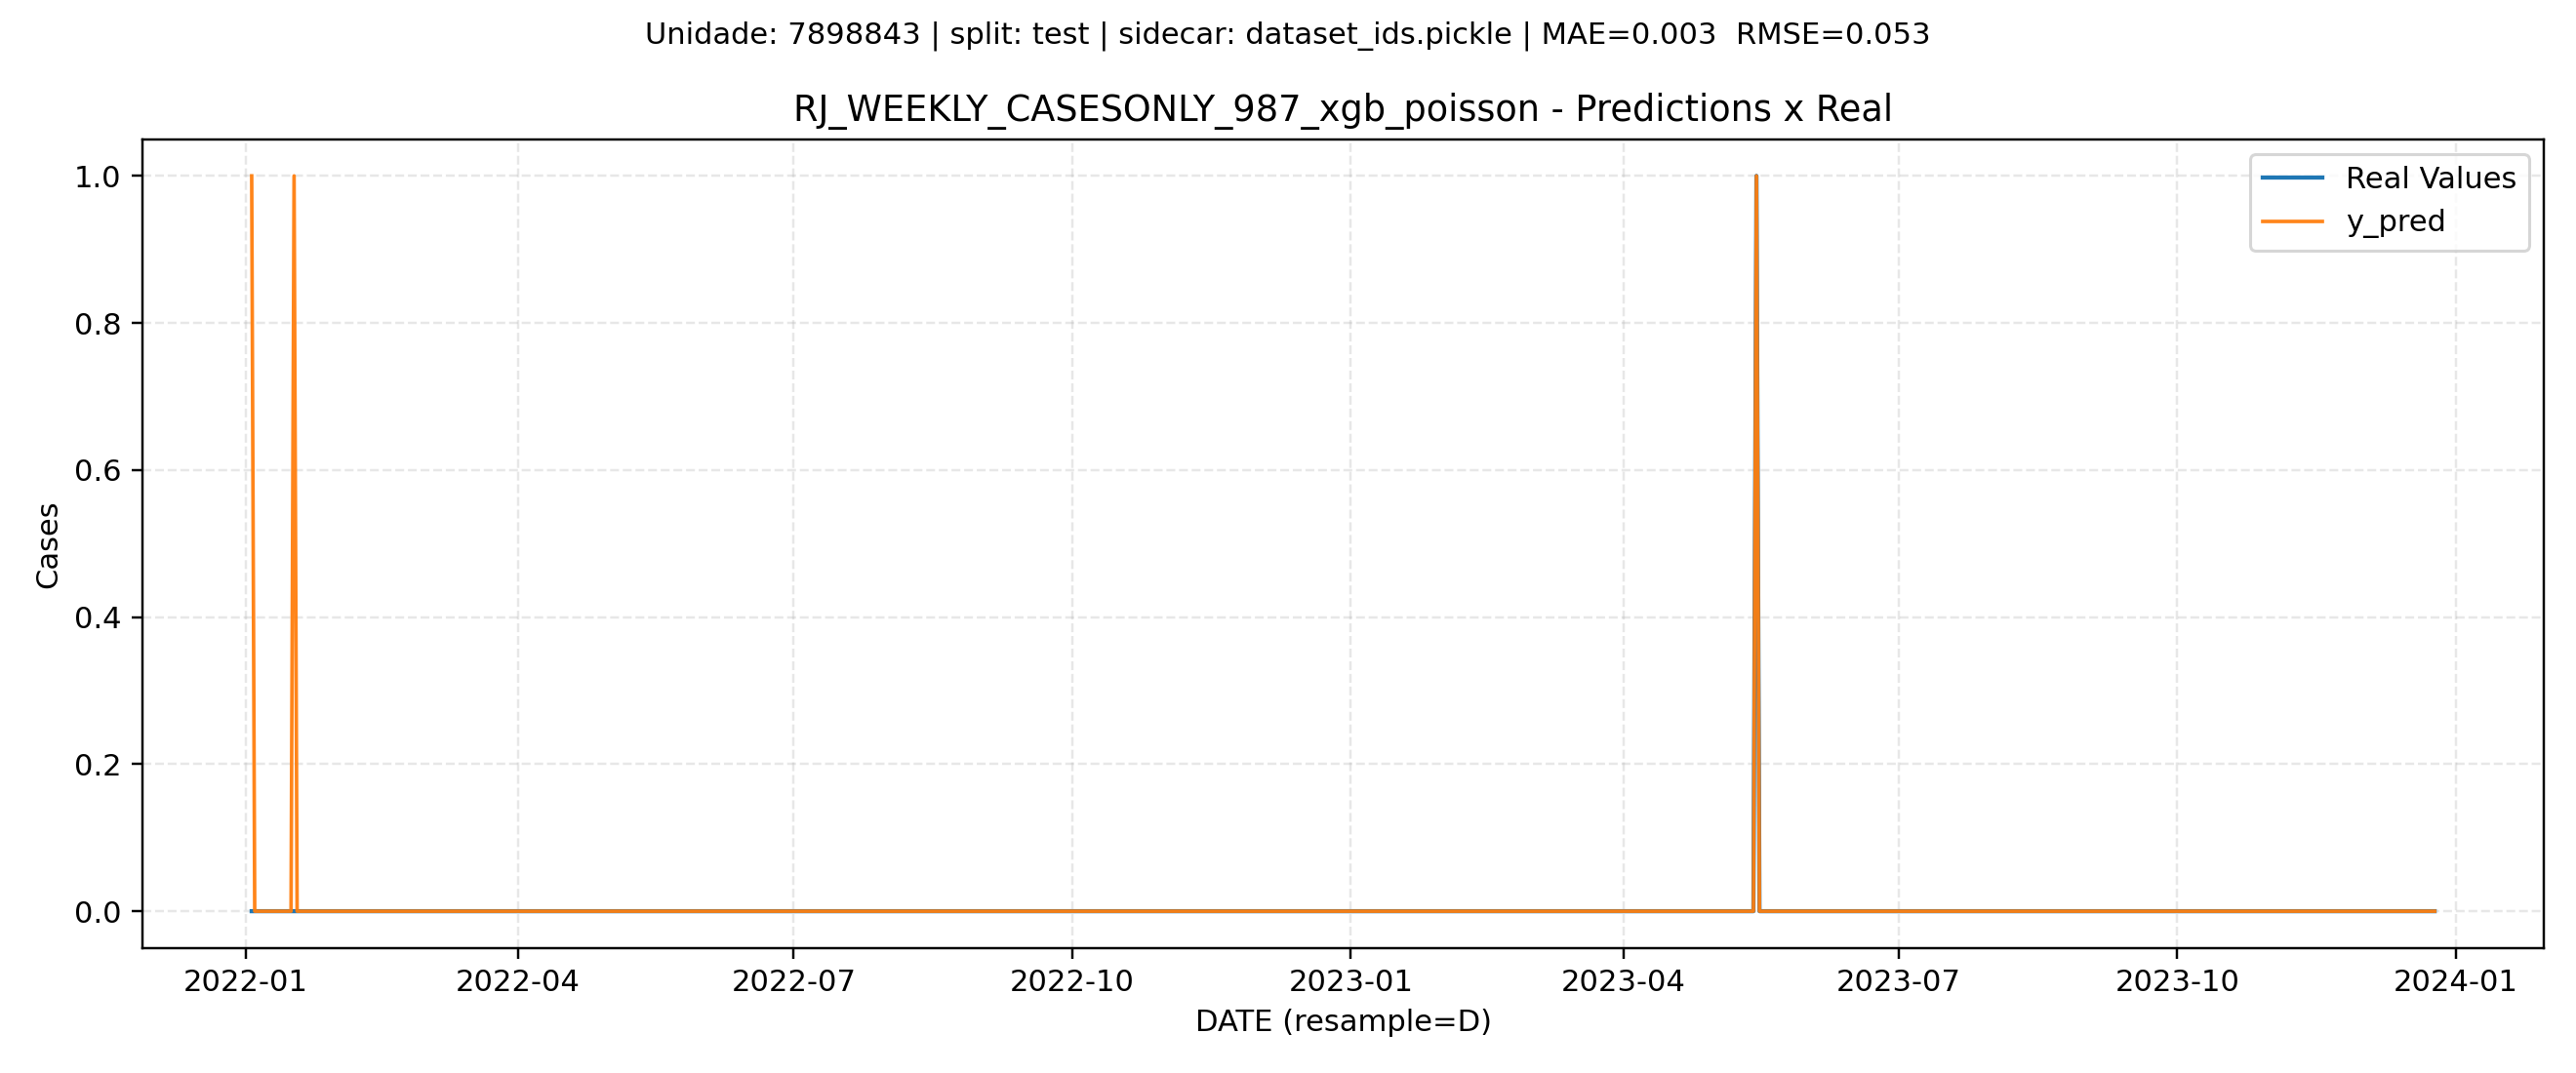 Unidade: 7898843 | split: test | sidecar: dataset_ids.pickle | MAE=0.003  RMSE=0.053
RJ_WEEKLY_CASESONLY_987_xgb_poisson - Predictions x Real
Real Values
y_pred
1.0
0.8
0.6
0.4
0.2
0.0
Cases
2022-01 2022-04 2022-07 2022-10 2023-01 2023-04 2023-07 2023-10 2024-01
DATE (resample=D)